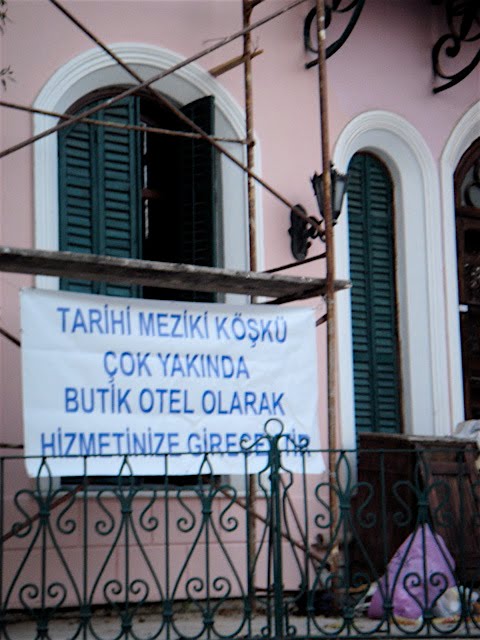 TARİHİ MEZİKİ KÖŞKÜ
ÇOK YAKINDA
BUTİK OTEL OLARAK
HİZMETİNİZE GİRECEKTİR